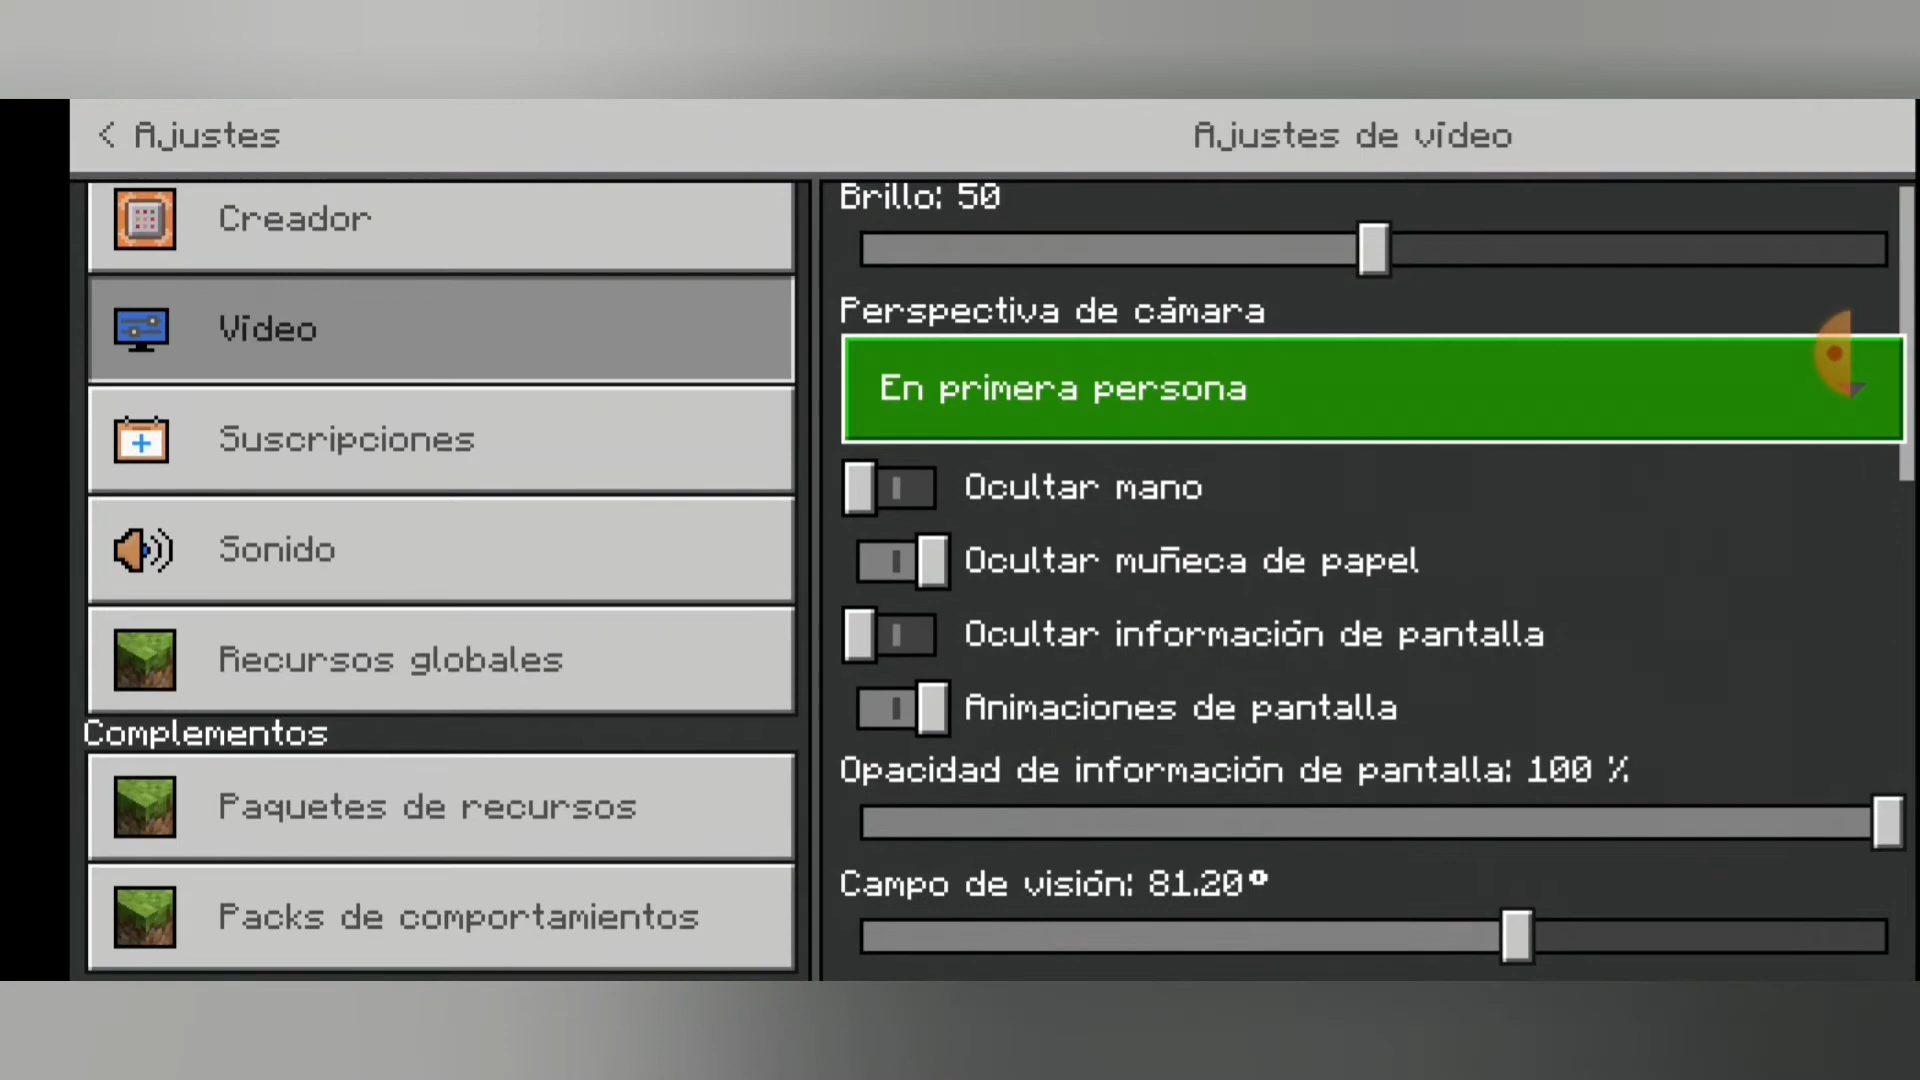 < Ajustes
Ajustes de vídeo
Creador
Vídeo
Suscripciones
Sonido
Recursos globales
Complementos
Paquetes de recursos
Packs de comportamientos
Brillo: 50
Perspectiva de cámara
En primera persona
Ocultar mano
Ocultar muñeca de papel
Ocultar información de pantalla
Animaciones de pantalla
Opacidad de información de pantalla: 100 %
Campo de visión: 81.20°